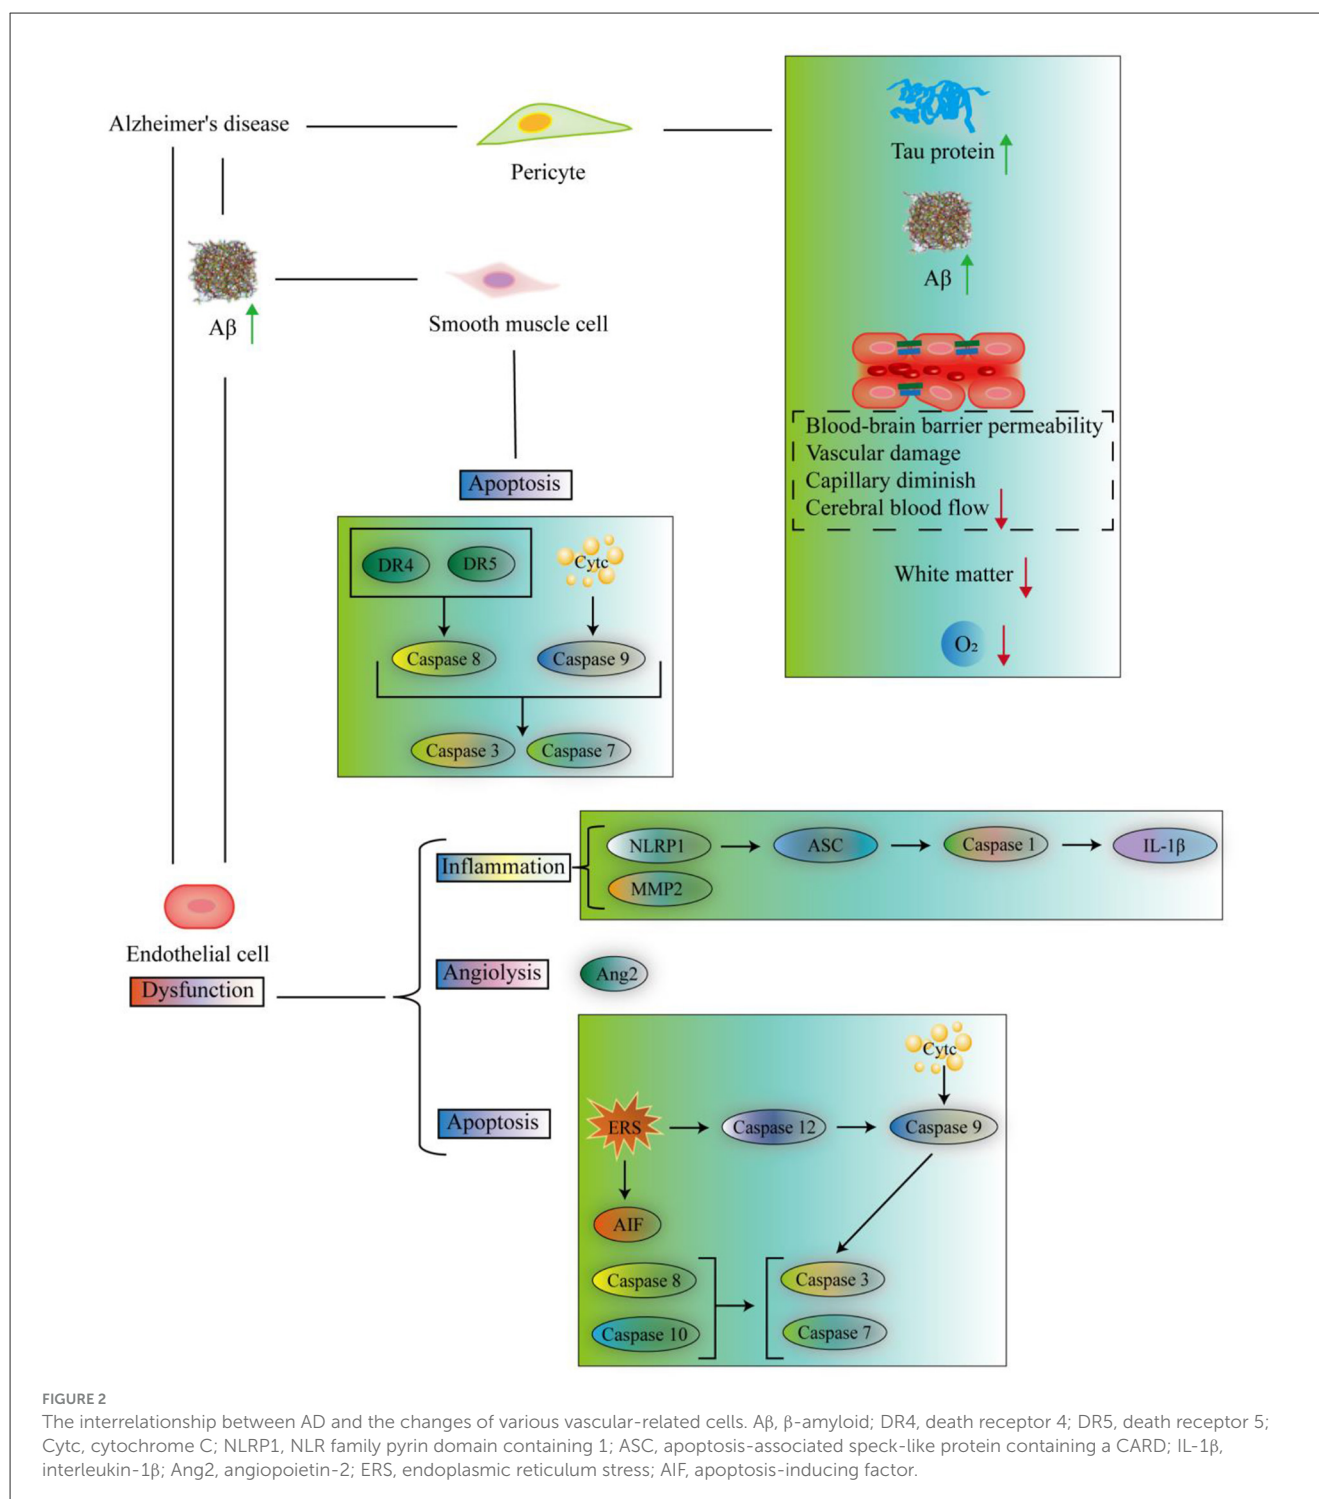 Alzheimer's disease
Pericyte
Tau protein
Aβ
Aβ
Smooth muscle cell
Blood-brain barrier permeability
Vascular damage
Capillary diminish
Cerebral blood flow
White matter
O₂
Apoptosis
DR4
DR5
Cytc
Caspase 8
Caspase 9
Caspase 3
Caspase 7
Endothelial cell
Dysfunction
Inflammation
NLRP1
ASC
Caspase 1
IL-1β
MMP2
Angiolysis
Ang2
Apoptosis
Cytc
ERS
Caspase 12
Caspase 9
AIF
Caspase 8
Caspase 3
Caspase 10
Caspase 7
FIGURE 2
The interrelationship between AD and the changes of various vascular-related cells. Aβ, β-amyloid; DR4, death receptor 4; DR5, death receptor 5;
Cytc, cytochrome C; NLRP1, NLR family pyrin domain containing 1; ASC, apoptosis-associated speck-like protein containing a CARD; IL-1β,
interleukin-1β; Ang2, angiopoietin-2; ERS, endoplasmic reticulum stress; AIF, apoptosis-inducing factor.